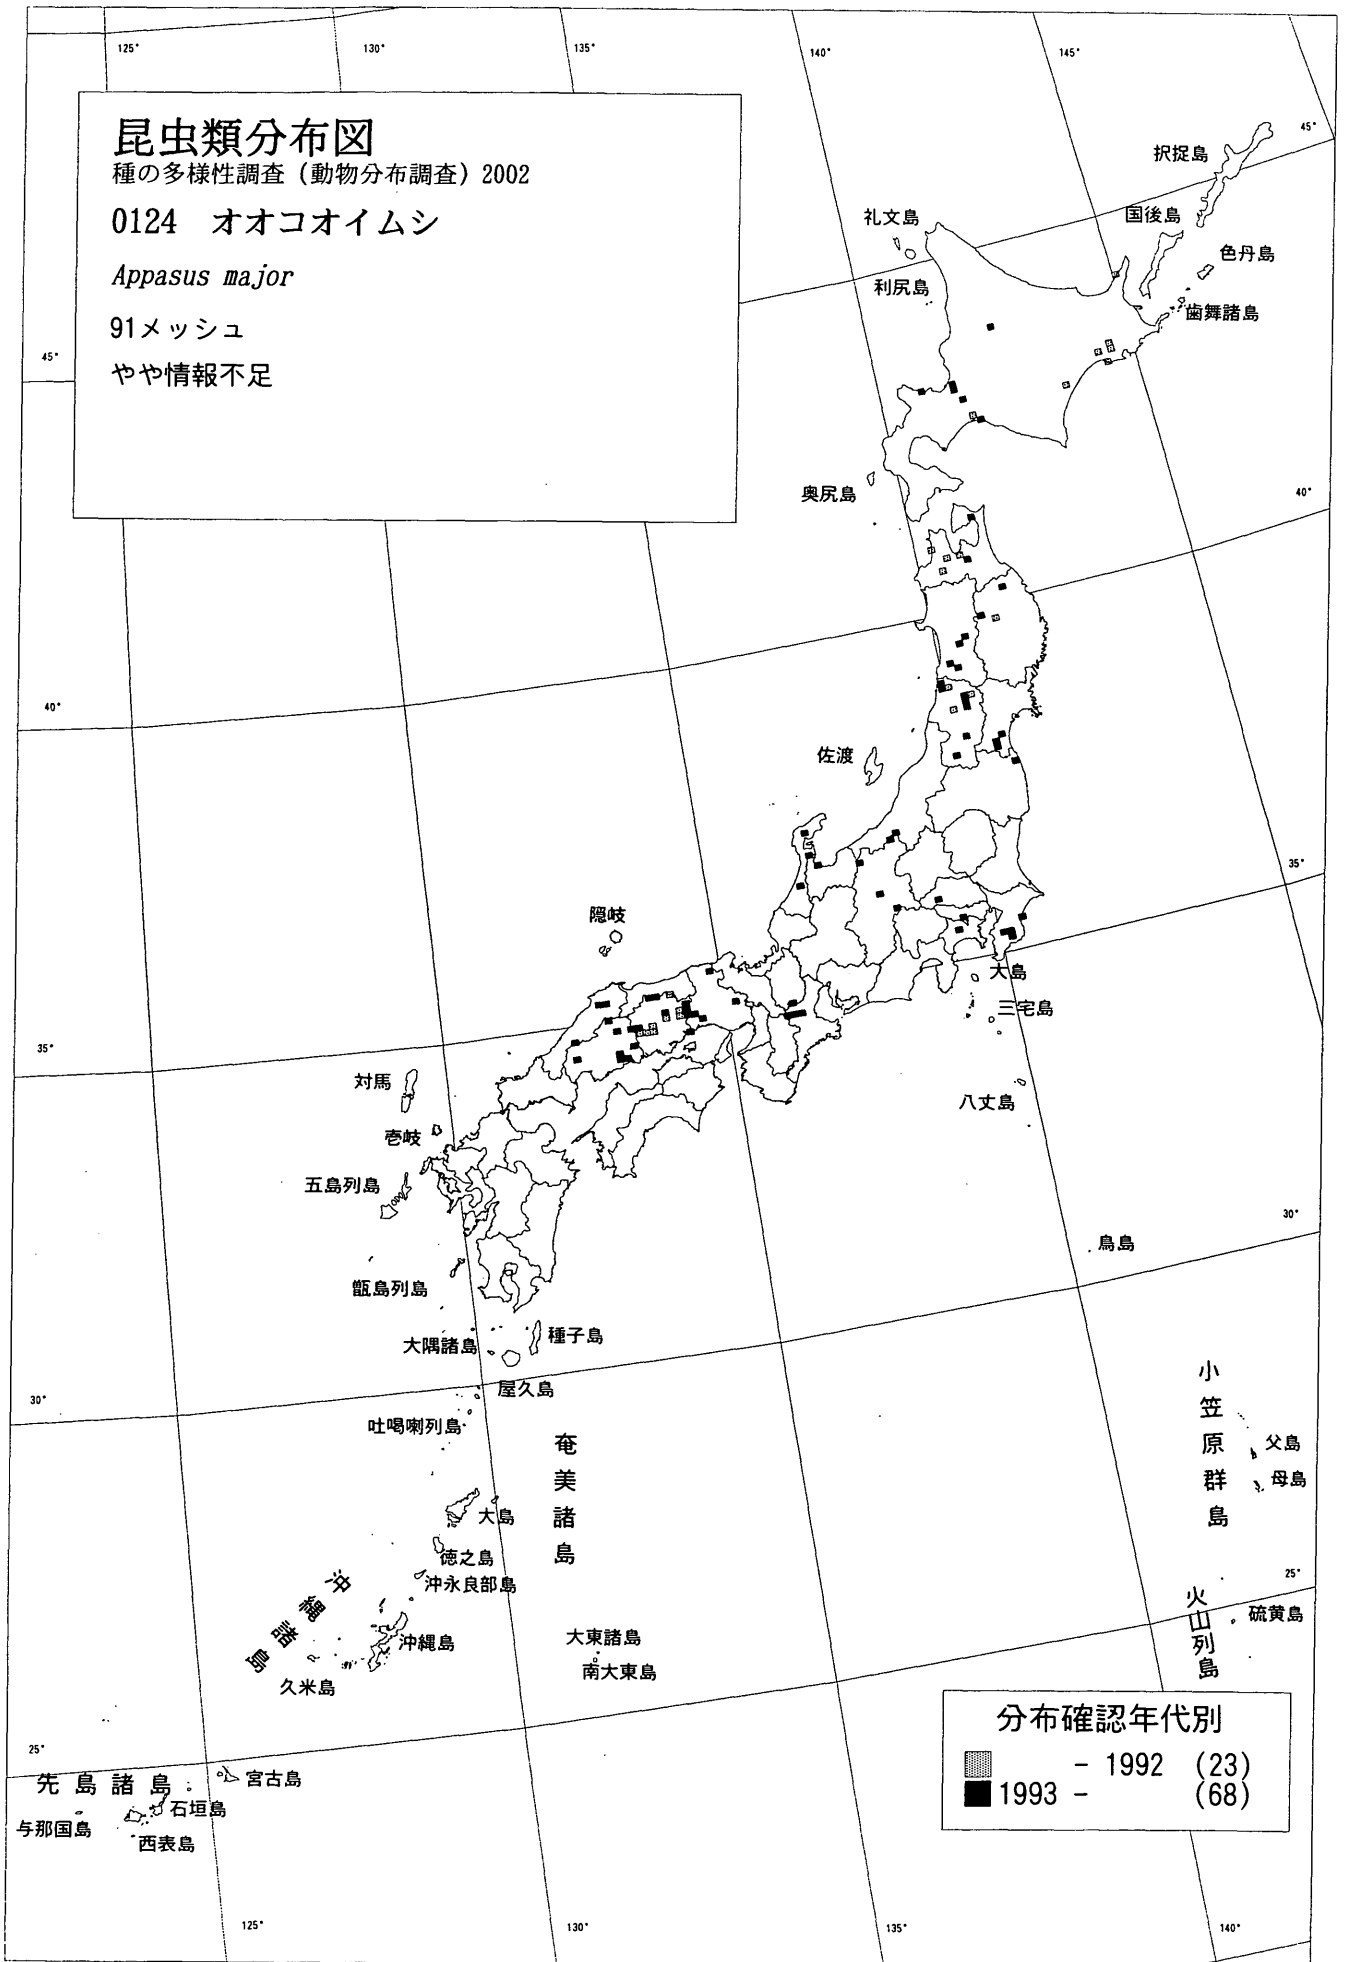 125°
130°
135°
140°
145°
昆虫類分布図
種の多様性調査（動物分布調査）2002
0124 オオコオイムシ
Appasus major
91メッシュ
やや情報不足
45°
択捉島
国後島
礼文島
色丹島
利尻島
歯舞諸島
45°
奥尻島
40°
40°
佐渡
35°
隠岐
大島
三宅島
35°
対馬
八丈島
壱岐
五島列島
30°
鳥島
甑島列島
大隅諸島
種子島
屋久島
30°
吐喝喇列島
奄美諸島
小笠原群島
父島
母島
大島
徳之島
沖永良部島
25°
沖縄諸島
火山列島
硫黄島
沖縄島
大東諸島
南大東島
久米島
分布確認年代別
- 1992 (23)
1993 - (68)
25°
先島諸島
宮古島
石垣島
与那国島
西表島
125°
130°
135°
140°